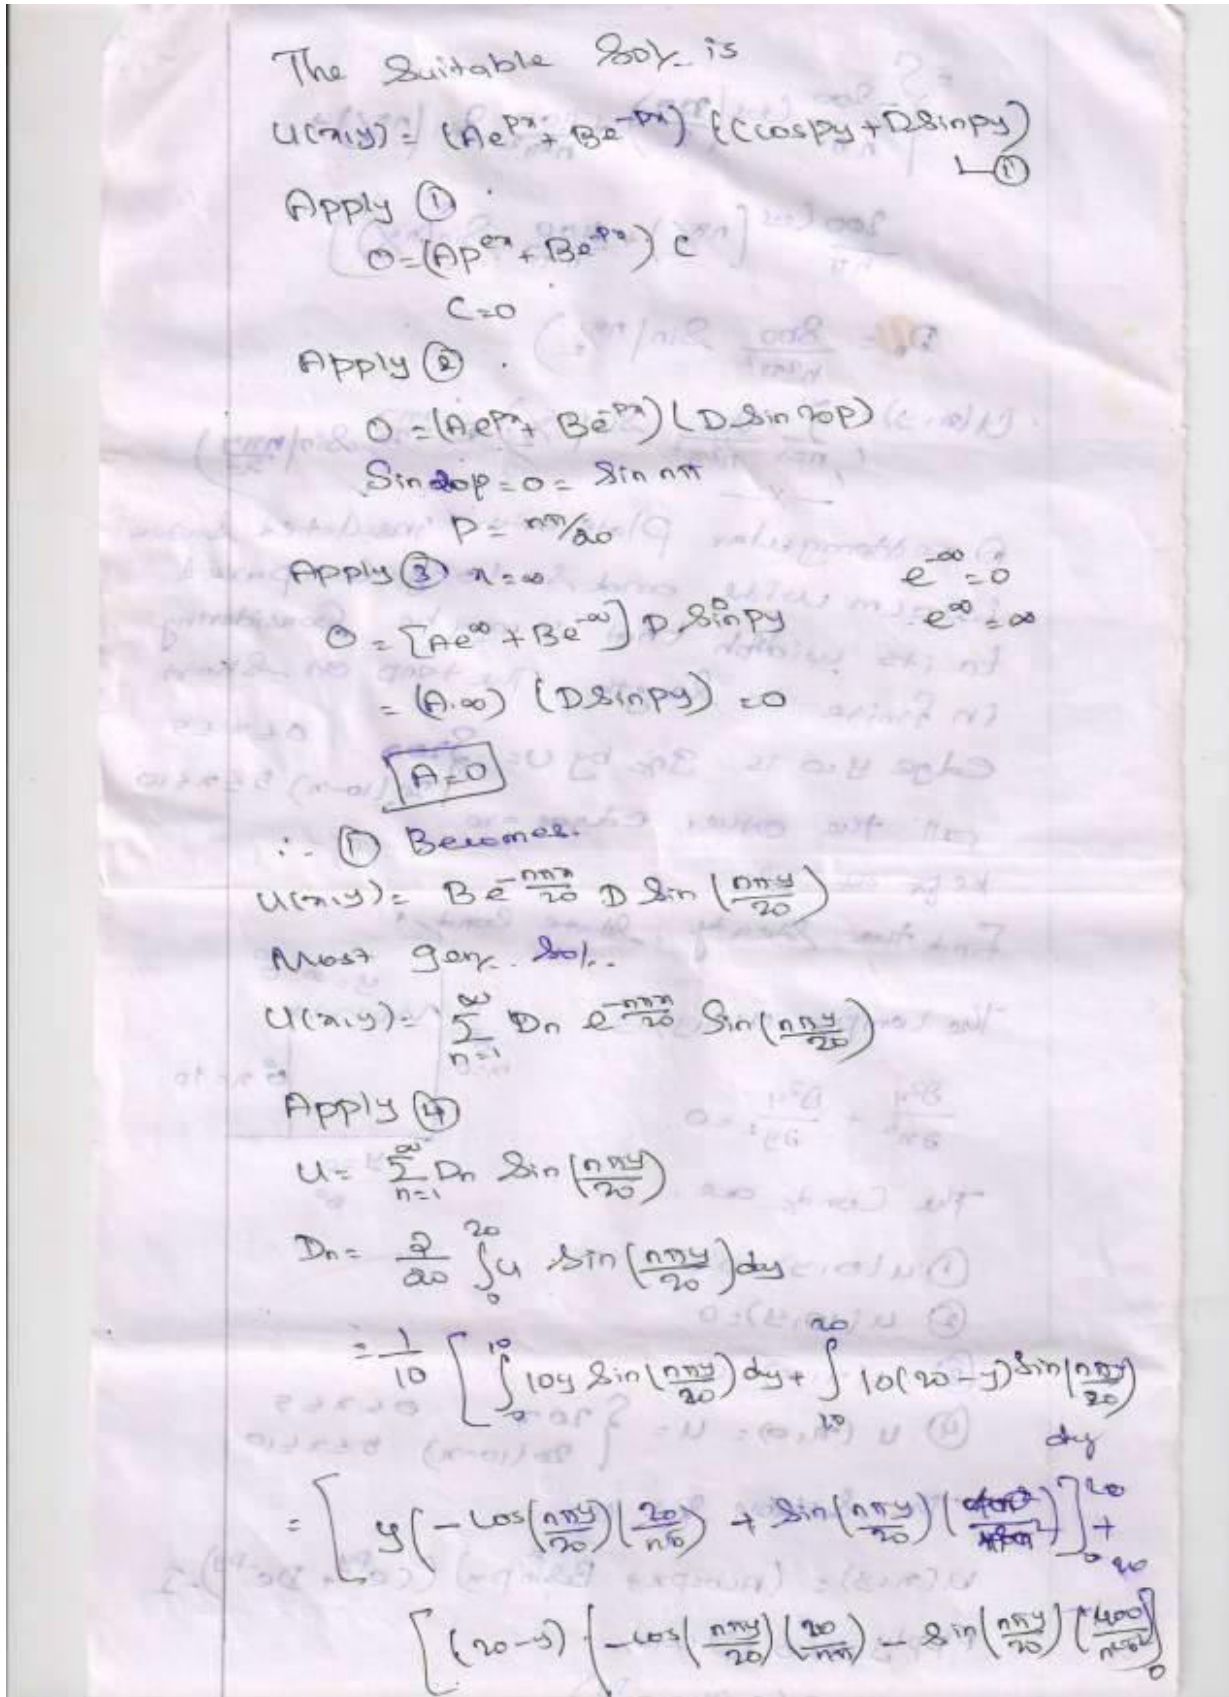 The Suitable Sol. is
U(x,y) = (Ae^{px} + Be^{-px}) (C cos py + D sin py)
①
Apply ①
0 = (Ap^{ex} + Be^{-px}) C
C=0
Apply ②
0 = (Ae^{px} + Be^{-px}) (D sin 20p)
Sin 20p = 0 = Sin nπ
P = nπ/20
Apply ③ x=∞ e^{-∞}=0
0 = [Ae^{∞} + Be^{-∞}] D Sin py e^{∞}=∞
= (A.∞) (D sin py) = 0
A=0
∴ ① Becomes.
U(x,y) = B e^{-nπx/20} D Sin (nπy/20)
Most gen. Sol.
U(x,y) = ∑_{n=1}^{∞} Dn e^{-nπx/20} Sin(nπy/20)
Apply ④
U = ∑_{n=1}^{∞} Dn Sin (nπy/20)
Dn = 2/20 ∫_0^{20} u sin (nπy/20) dy
= 1/10 [ ∫_0^{10} 10y Sin (nπy/20) dy + ∫_{10}^{20} 10(20-y) Sin (nπy/20)
dy
= [ y (-cos(nπy/20) (20/nπ) + Sin (nπy/20) ]_0^{20} +
[ (20-y) (-cos(nπy/20) (20/nπ) - Sin (nπy/20) (400/n²π²)